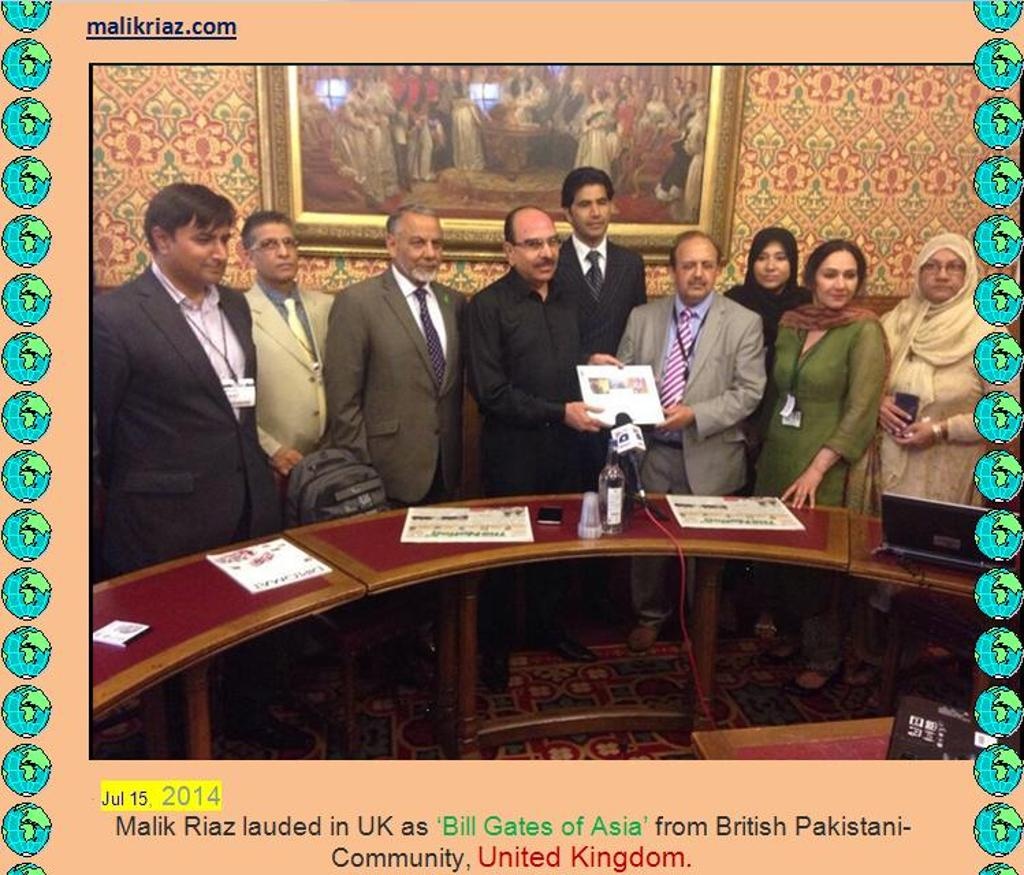 malikriaz.com
Jul 15, 2014
Malik Riaz lauded in UK as ‘Bill Gates of Asia’ from British Pakistani-
Community, United Kingdom.